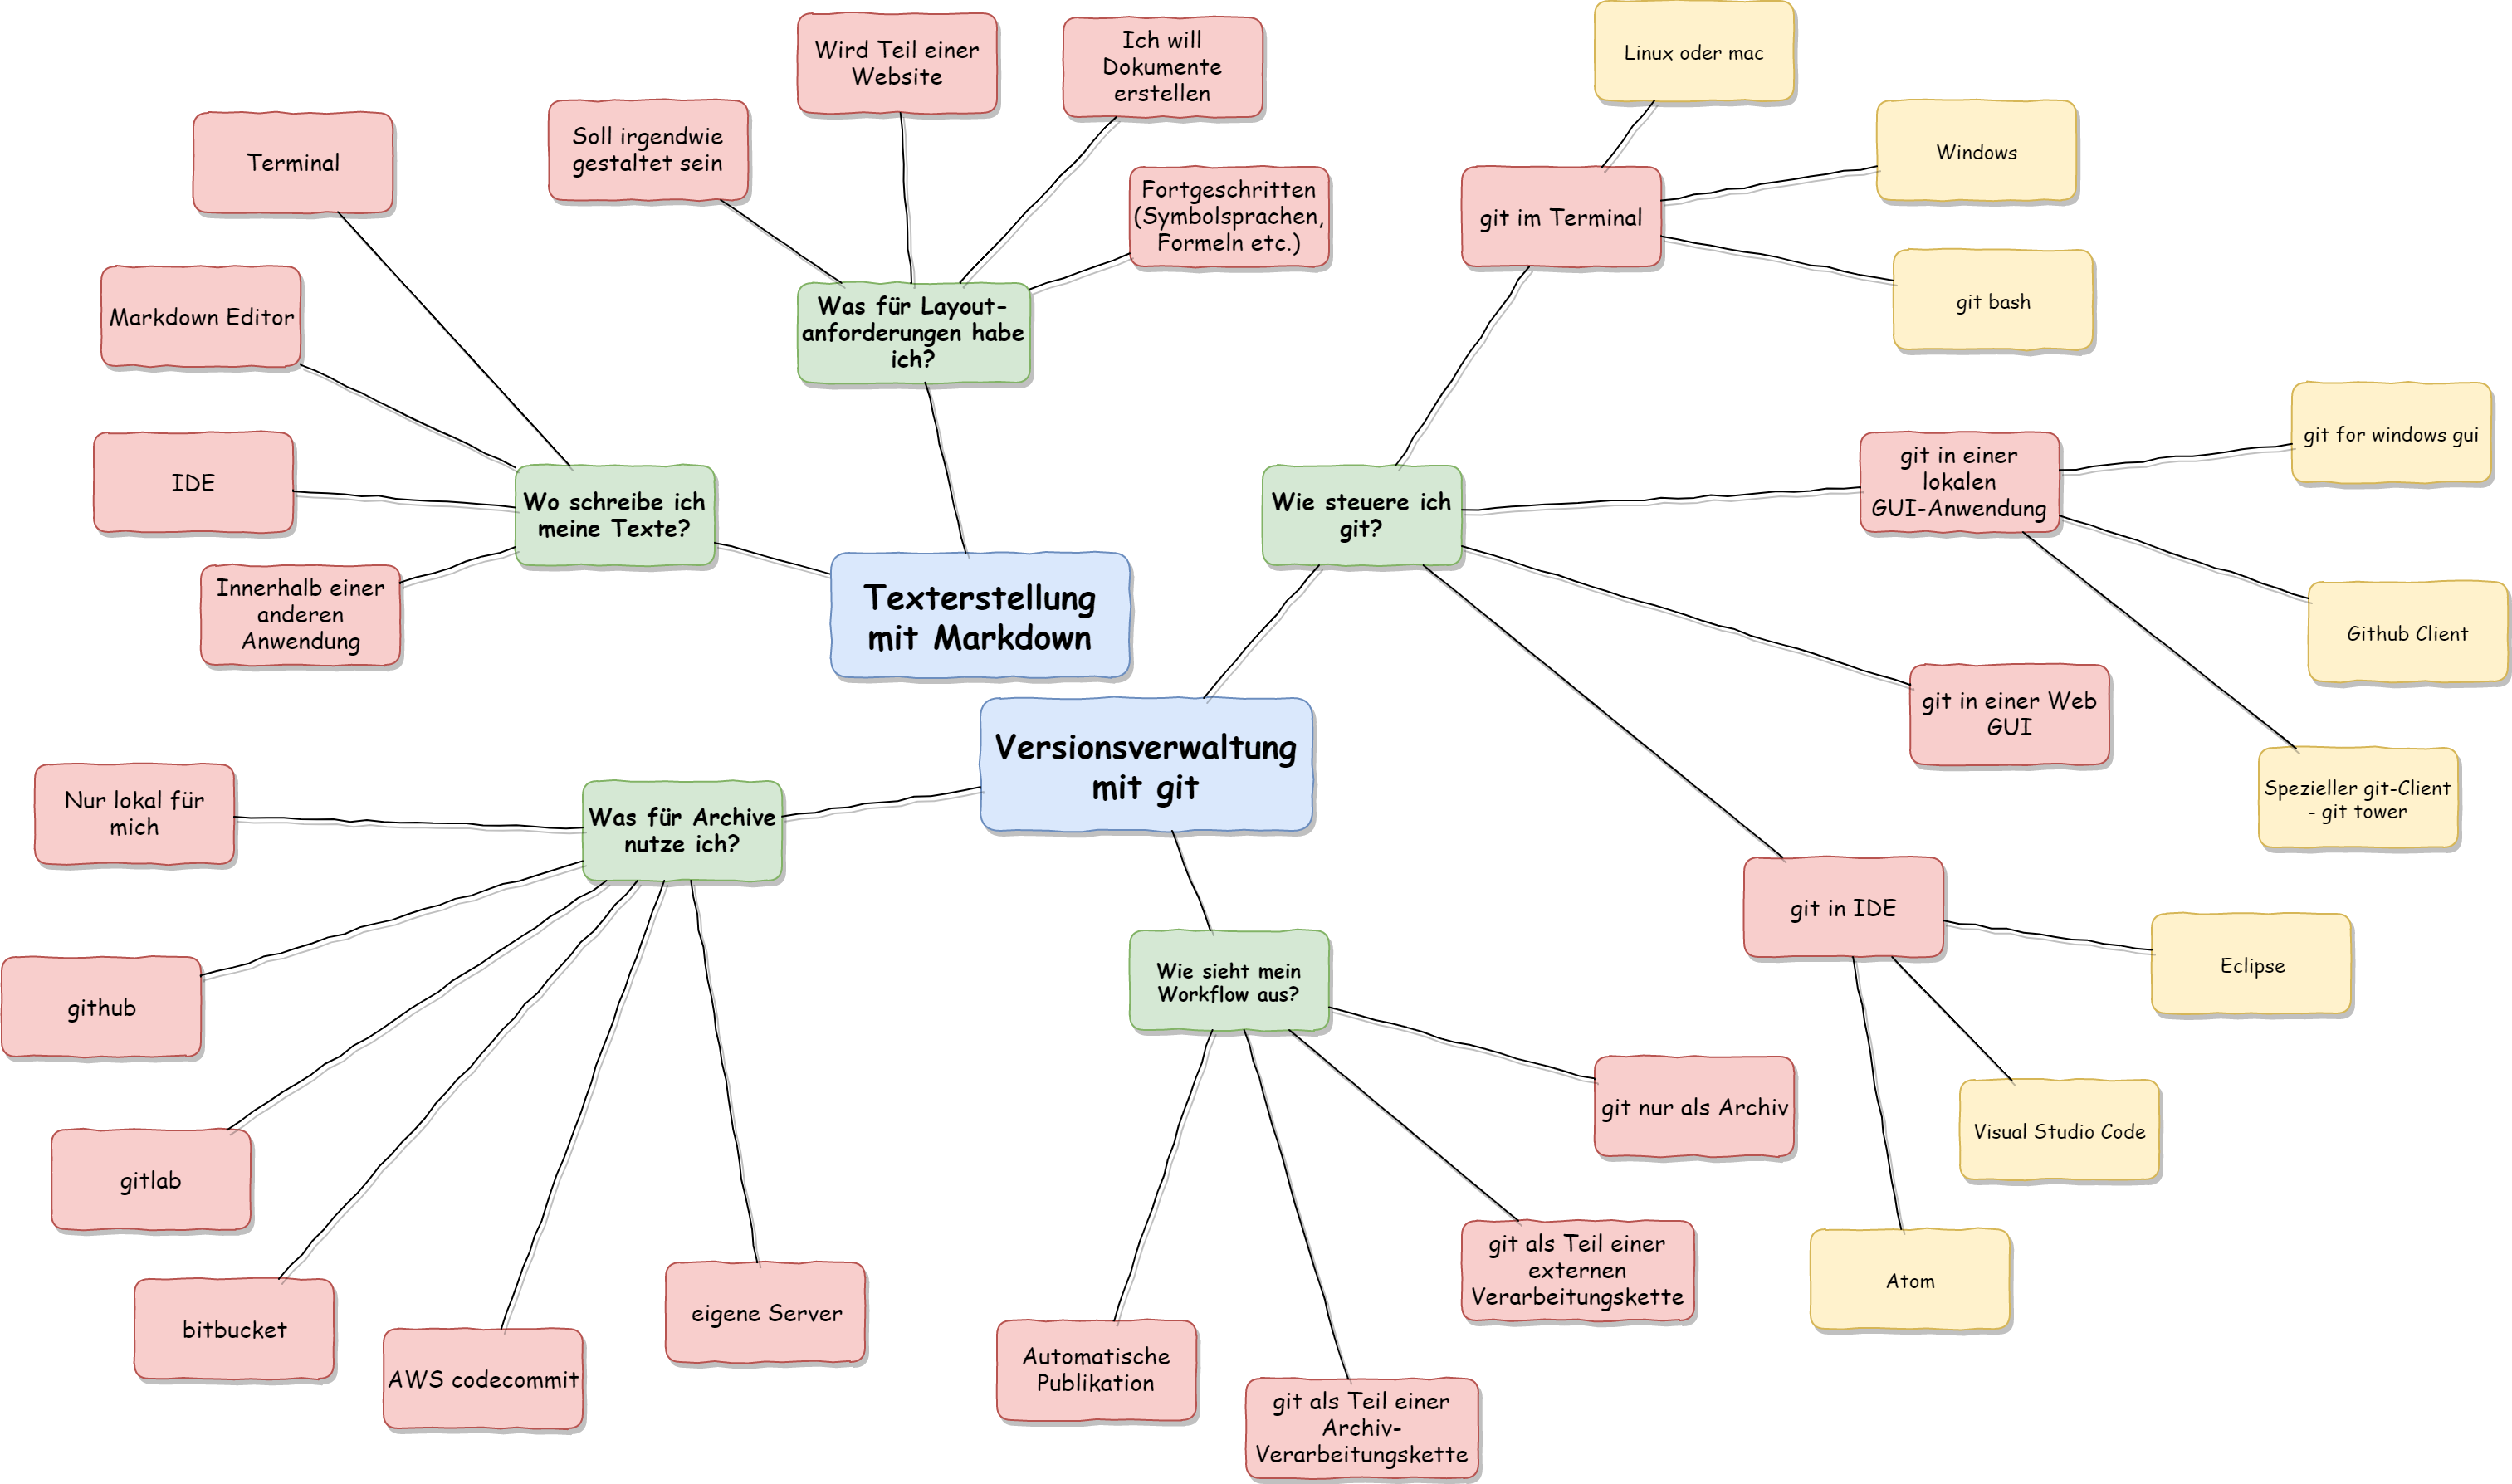 Linux oder mac
Wird Teil einer
Website
Ich will
Dokumente
erstellen
Soll irgendwie
gestaltet sein
Terminal
Windows
Fortgeschritten
(Symbolsprachen,
Formeln etc.)
git im Terminal
git bash
Markdown Editor
Was für Layout-
anforderungen habe
ich?
git for windows gui
git in einer
lokalen
GUI-Anwendung
IDE
Wo schreibe ich
meine Texte?
Wie steuere ich
git?
Innerhalb einer
anderen
Anwendung
Texterstellung
mit Markdown
Github Client
git in einer Web
GUI
Versionsverwaltung
mit git
Spezieller git-Client
- git tower
Nur lokal für
mich
Was für Archive
nutze ich?
git in IDE
Eclipse
Wie sieht mein
Workflow aus?
github
git nur als Archiv
Visual Studio Code
gitlab
git als Teil einer
externen
Verarbeitungskette
Atom
eigene Server
bitbucket
AWS codecommit
Automatische
Publikation
git als Teil einer
Archiv-
Verarbeitungskette